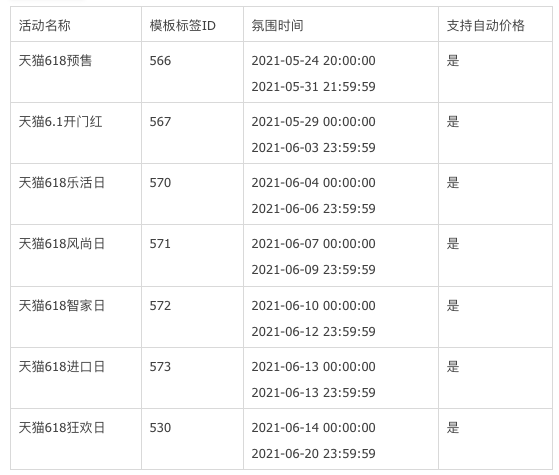 活动名称 模板标签ID 氛围时间 支持自动价格
天猫618预售 566 2021-05-24 20:00:00 是
2021-05-31 21:59:59
天猫6.1开门红 567 2021-05-29 00:00:00 是
2021-06-03 23:59:59
天猫618乐活日 570 2021-06-04 00:00:00 是
2021-06-06 23:59:59
天猫618风尚日 571 2021-06-07 00:00:00 是
2021-06-09 23:59:59
天猫618智家日 572 2021-06-10 00:00:00 是
2021-06-12 23:59:59
天猫618进口日 573 2021-06-13 00:00:00 是
2021-06-13 23:59:59
天猫618狂欢日 530 2021-06-14 00:00:00 是
2021-06-20 23:59:59